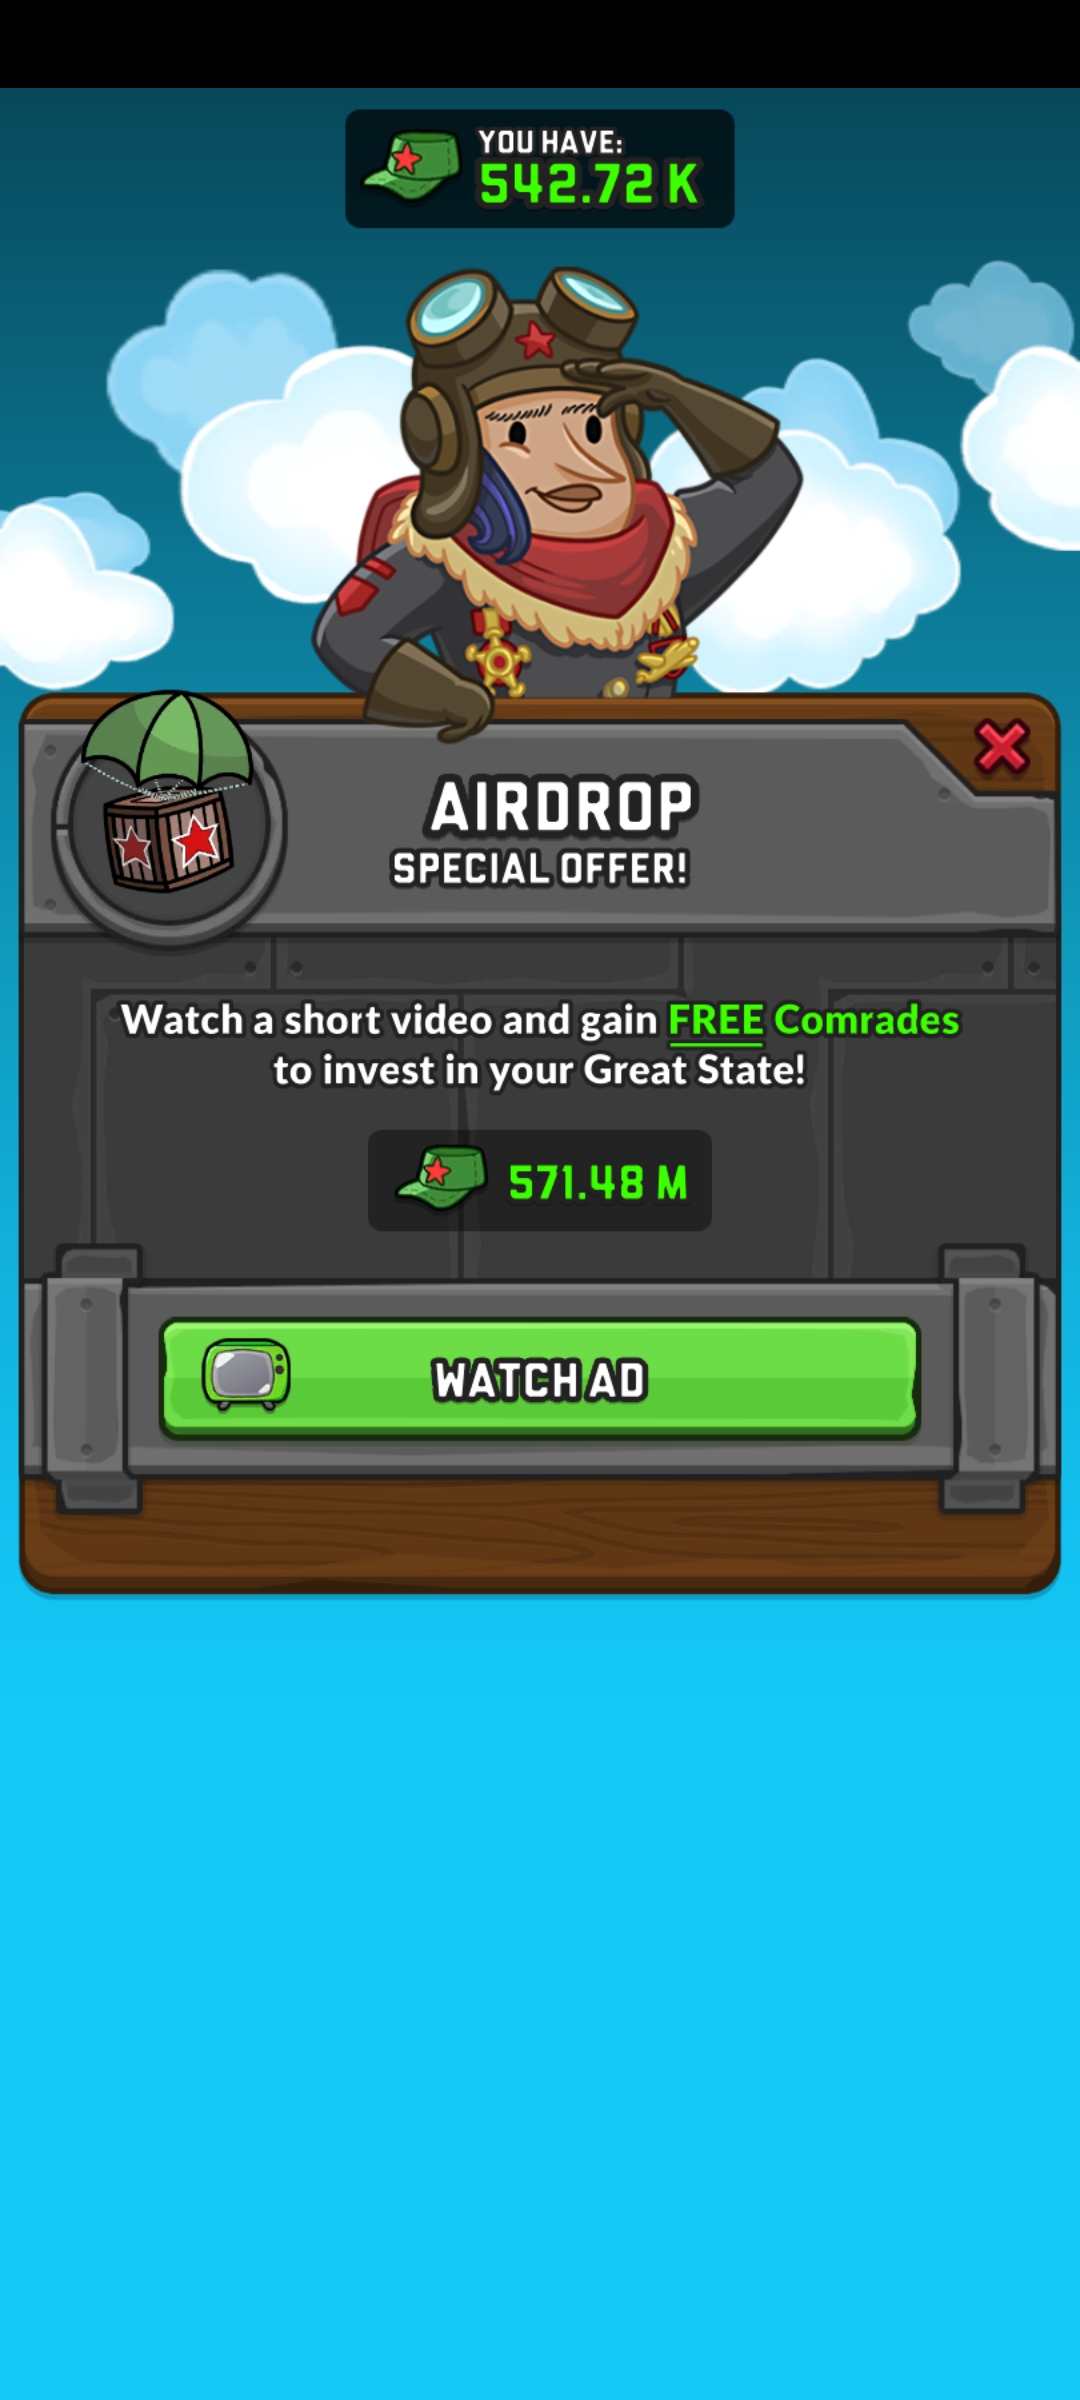 YOU HAVE:
542.72 K
AIRDROP
SPECIAL OFFER!
Watch a short video and gain FREE Comrades
to invest in your Great State!
571.48 M
WATCH AD